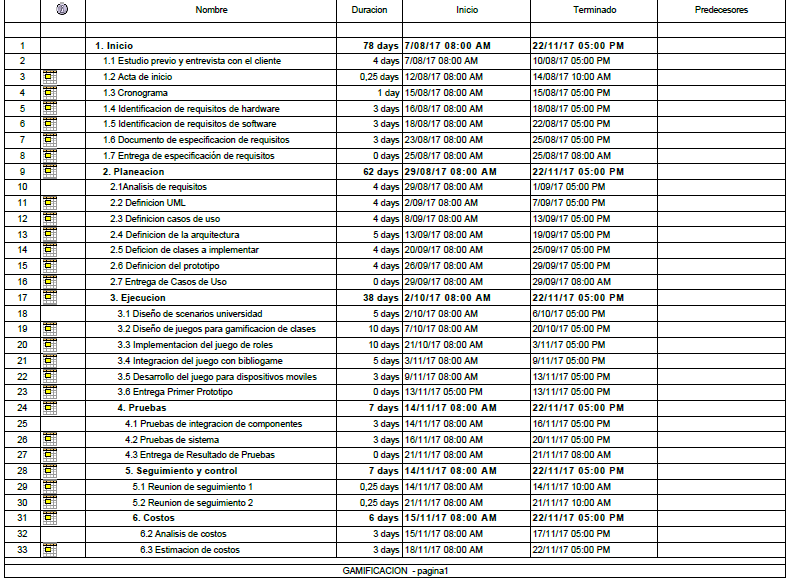 Nombre Duracion Inicio Terminado Predecesores
1 1. Inicio 78 days 7/08/17 08:00 AM 22/11/17 05:00 PM
2 1.1 Estudio previo y entrevista con el cliente 4 days 7/08/17 08:00 AM 10/08/17 05:00 PM
3 1.2 Acta de inicio 0,25 days 12/08/17 08:00 AM 14/08/17 10:00 AM
4 1.3 Cronograma 1 day 15/08/17 08:00 AM 15/08/17 05:00 PM
5 1.4 Identificacion de requisitos de hardware 3 days 16/08/17 08:00 AM 18/08/17 05:00 PM
6 1.5 Identificacion de requisitos de software 3 days 18/08/17 08:00 AM 22/08/17 05:00 PM
7 1.6 Documento de especificacion de requisitos 3 days 23/08/17 08:00 AM 25/08/17 05:00 PM
8 1.7 Entrega de especificación de requisitos 0 days 25/08/17 08:00 AM 25/08/17 08:00 AM
9 2. Planeacion 62 days 29/08/17 08:00 AM 22/11/17 05:00 PM
10 2.1Analisis de requisitos 4 days 29/08/17 08:00 AM 1/09/17 05:00 PM
11 2.2 Definicion UML 4 days 2/09/17 08:00 AM 7/09/17 05:00 PM
12 2.3 Definicion casos de uso 4 days 8/09/17 08:00 AM 13/09/17 05:00 PM
13 2.4 Definicion de la arquitectura 5 days 13/09/17 08:00 AM 19/09/17 05:00 PM
14 2.5 Deficion de clases a implementar 4 days 20/09/17 08:00 AM 25/09/17 05:00 PM
15 2.6 Definicion del prototipo 4 days 26/09/17 08:00 AM 29/09/17 05:00 PM
16 2.7 Entrega de Casos de Uso 0 days 29/09/17 08:00 AM 29/09/17 08:00 AM
17 3. Ejecucion 38 days 2/10/17 08:00 AM 22/11/17 05:00 PM
18 3.1 Diseño de scenarios universidad 5 days 2/10/17 08:00 AM 6/10/17 05:00 PM
19 3.2 Diseño de juegos para gamificacion de clases 10 days 7/10/17 08:00 AM 20/10/17 05:00 PM
20 3.3 Implementacion del juego de roles 10 days 21/10/17 08:00 AM 3/11/17 05:00 PM
21 3.4 Integracion del juego con bibliogame 5 days 3/11/17 08:00 AM 9/11/17 05:00 PM
22 3.5 Desarrollo del juego para dispositivos moviles 3 days 9/11/17 08:00 AM 13/11/17 05:00 PM
23 3.6 Entrega Primer Prototipo 0 days 13/11/17 05:00 PM 13/11/17 05:00 PM
24 4. Pruebas 7 days 14/11/17 08:00 AM 22/11/17 05:00 PM
25 4.1 Pruebas de integracion de componentes 3 days 14/11/17 08:00 AM 16/11/17 05:00 PM
26 4.2 Pruebas de sistema 3 days 16/11/17 08:00 AM 20/11/17 05:00 PM
27 4.3 Entrega de Resultado de Pruebas 0 days 21/11/17 08:00 AM 21/11/17 08:00 AM
28 5. Seguimiento y control 7 days 14/11/17 08:00 AM 22/11/17 05:00 PM
29 5.1 Reunion de seguimiento 1 0,25 days 14/11/17 08:00 AM 14/11/17 10:00 AM
30 5.2 Reunion de seguimiento 2 0,25 days 21/11/17 08:00 AM 21/11/17 10:00 AM
31 6. Costos 6 days 15/11/17 08:00 AM 22/11/17 05:00 PM
32 6.2 Analisis de costos 3 days 15/11/17 08:00 AM 17/11/17 05:00 PM
33 6.3 Estimacion de costos 3 days 18/11/17 08:00 AM 22/11/17 05:00 PM
GAMIFICACION - pagina1